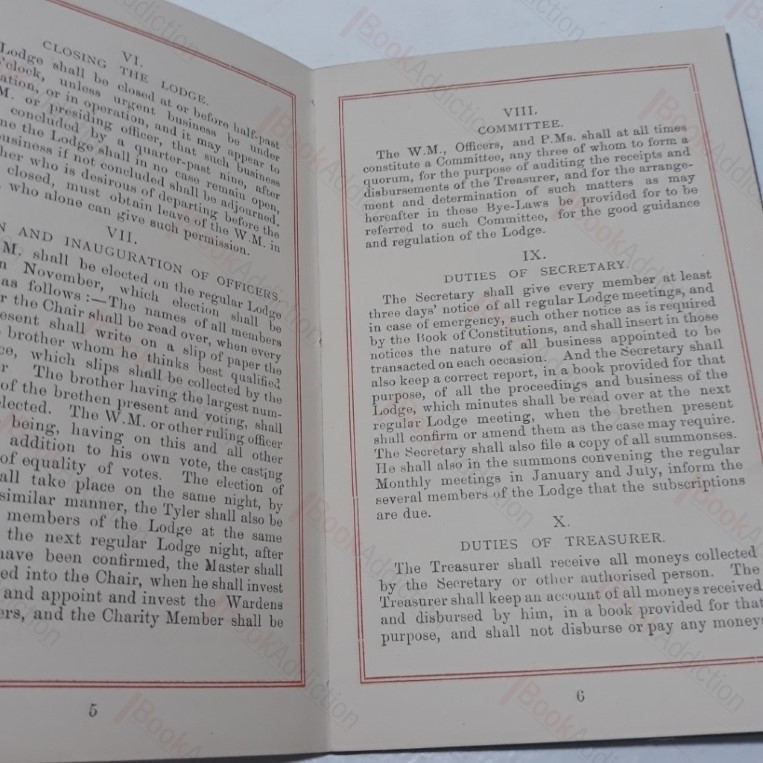 VI.
CLOSING THE LODGE.
Lodge shall be closed at or before half-past
o'clock, unless urgent business be under
ation, or in operation, and it may appear to
M. or presiding officer, that such business
concluded by a quarter-past nine, after
me the Lodge shall in no case remain open,
business if not concluded shall be adjourned.
her who is desirous of departing before the
closed, must obtain leave of the W.M. in
, who alone can give such permission.
VII.
N AND INAUGURATION OF OFFICERS.
M. shall be elected on the regular Lodge
n November, which election shall be
as follows :—The names of all members
r the Chair shall be read over, when every
esent shall write on a slip of paper the
brother whom he thinks best qualified
ce, which slips shall be collected by the
r The brother having the largest num-
of the brethen present and voting, shall
elected. The W.M. or other ruling officer
being, having on this and all other
addition to his own vote, the casting
of equality of votes. The election of
all take place on the same night, by
similar manner, the Tyler shall also be
members of the Lodge at the same
the next regular Lodge night, after
have been confirmed, the Master shall
ed into the Chair, when he shall invest
and appoint and invest the Wardens
ers, and the Charity Member shall be
5
VIII.
COMMITTEE.
The W.M., Officers, and P.Ms. shall at all times
constitute a Committee, any three of whom to form a
quorum, for the purpose of auditing the receipts and
disbursements of the Treasurer, and for the arrange-
ment and determination of such matters as may
hereafter in these Bye-Laws be provided for to be
referred to such Committee, for the good guidance
and regulation of the Lodge.
IX.
DUTIES OF SECRETARY.
The Secretary shall give every member at least
three days' notice of all regular Lodge meetings, and
in case of emergency, such other notice as is required
by the Book of Constitutions, and shall insert in those
notices the nature of all business appointed to be
transacted on each occasion. And the Secretary shall
also keep a correct report, in a book provided for that
purpose, of all the proceedings and business of the
Lodge, which minutes shall be read over at the next
regular Lodge meeting, when the brethen present
shall confirm or amend them as the case may require.
The Secretary shall also file a copy of all summonses.
He shall also in the summons convening the regular
Monthly meetings in January and July, inform the
several members of the Lodge that the subscriptions
are due.
X.
DUTIES OF TREASURER.
The Treasurer shall receive all moneys collected
by the Secretary or other authorised person. The
Treasurer shall keep an account of all moneys received
and disbursed by him, in a book provided for that
purpose, and shall not disburse or pay any moneys
6
BookAddiction